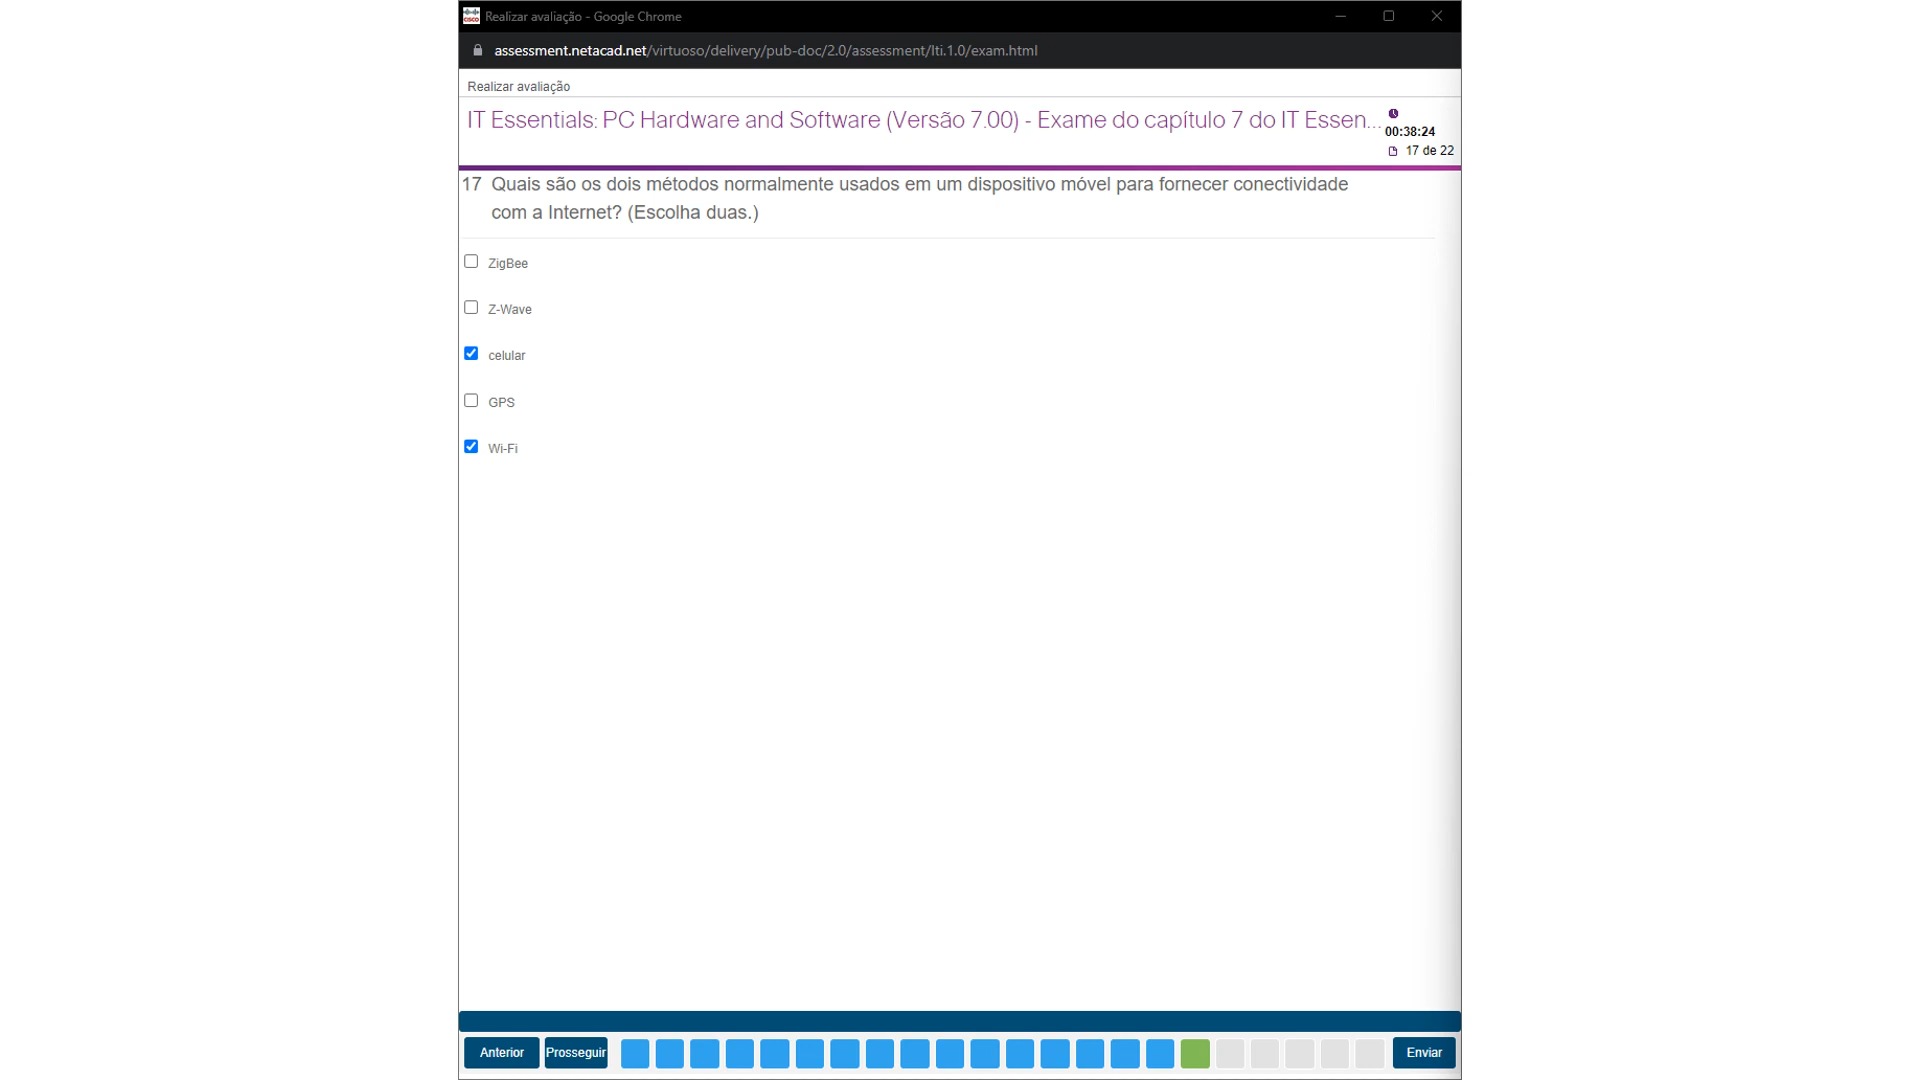 Realizar avaliação - Google Chrome
assessment.netacad.net/virtuoso/delivery/pub-doc/2.0/assessment/lti.1.0/exam.html
Realizar avaliação
IT Essentials: PC Hardware and Software (Versão 7.00) - Exame do capítulo 7 do IT Essen...
00:38:24
17 de 22
17 Quais são os dois métodos normalmente usados em um dispositivo móvel para fornecer conectividade
com a Internet? (Escolha duas.)
ZigBee
Z-Wave
celular
GPS
Wi-Fi
Anterior Prosseguir Enviar